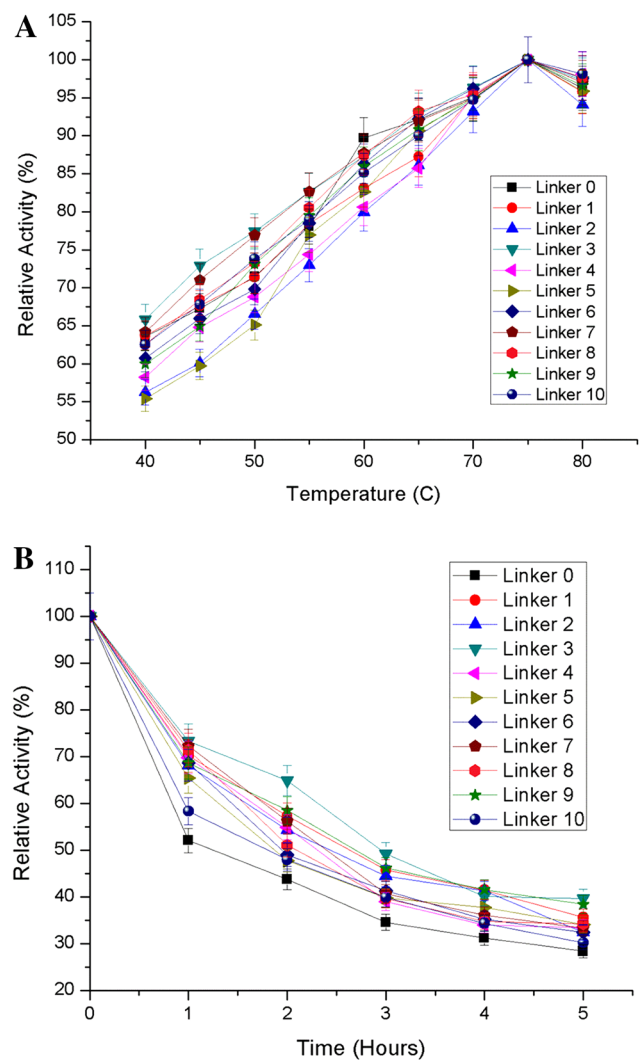 A
105
100
95
90
85
80
75
70
65
60
55
50
Relative Activity (%)
Linker 0
Linker 1
Linker 2
Linker 3
Linker 4
Linker 5
Linker 6
Linker 7
Linker 8
Linker 9
Linker 10
40 50 60 70 80
Temperature (C)
B
110
100
90
80
70
60
50
40
30
20
Relative Activity (%)
Linker 0
Linker 1
Linker 2
Linker 3
Linker 4
Linker 5
Linker 6
Linker 7
Linker 8
Linker 9
Linker 10
0 1 2 3 4 5
Time (Hours)